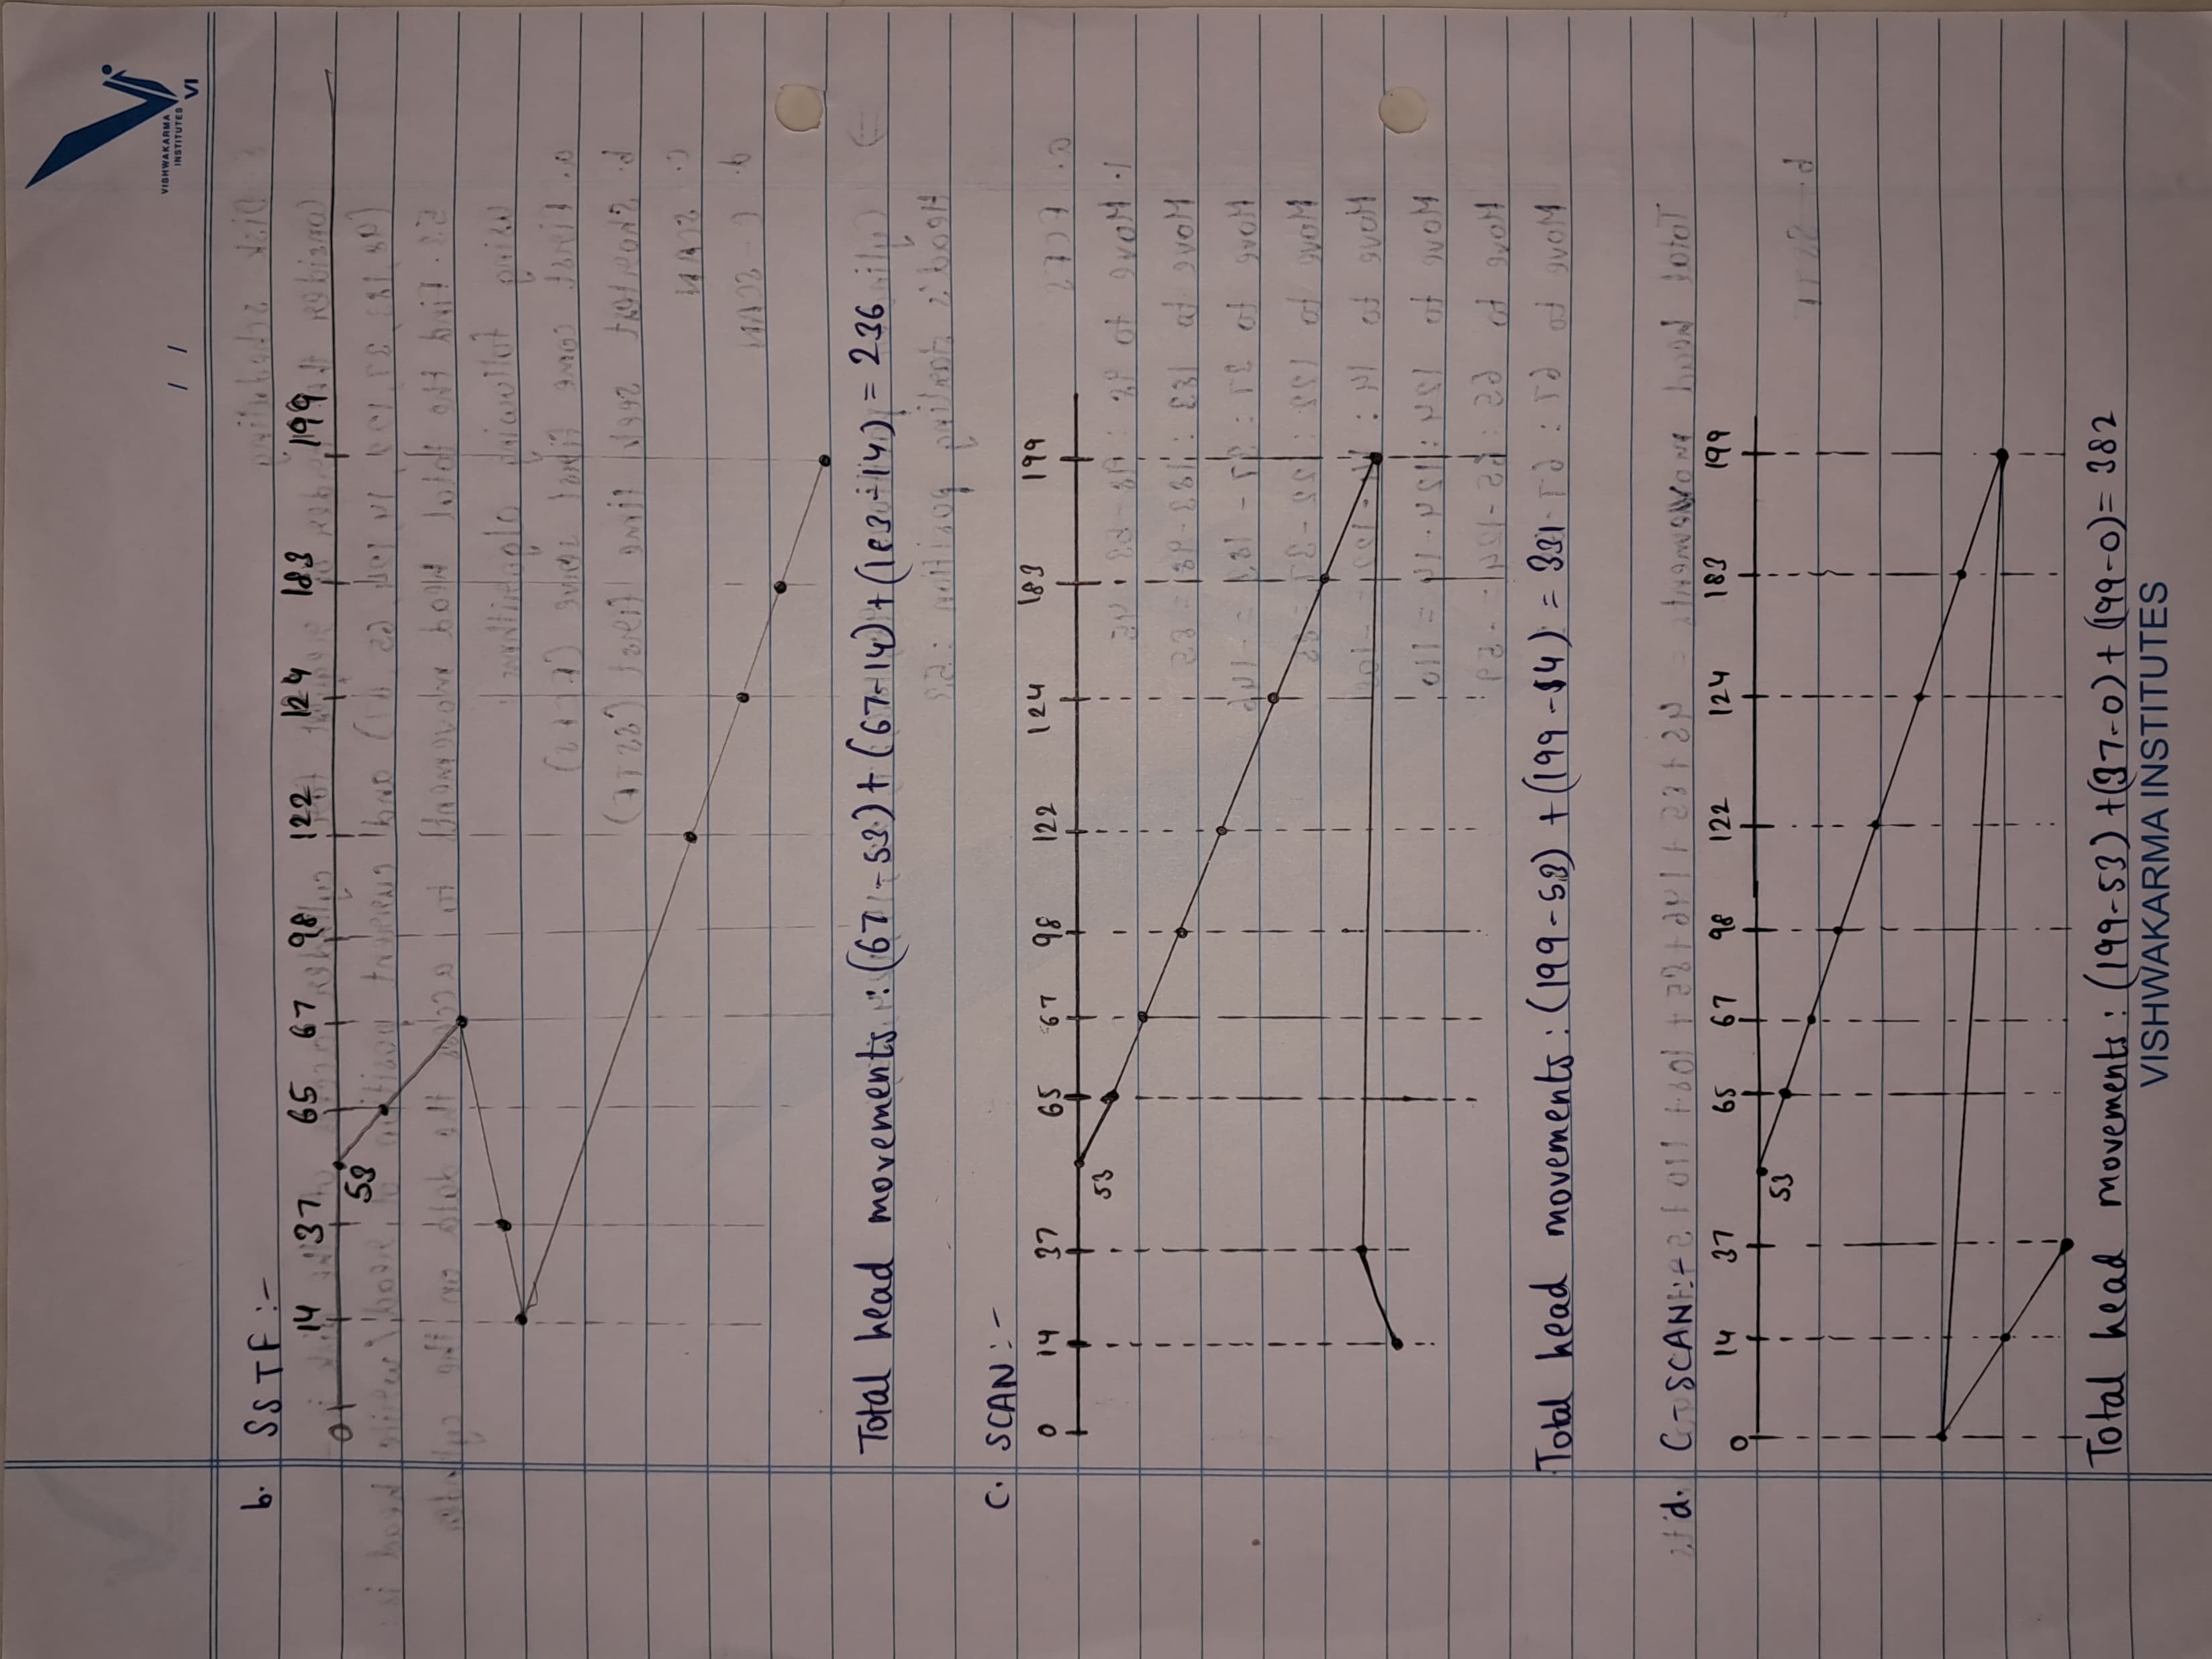 / /
VISHWAKARMA
INSTITUTES
VI
b. SSTF :-
0 14 37 53 65 67 98 122 124 183 199
Total head movements : (67-53) + (67-14) + (183-14) = 236
c. SCAN :-
0 14 37 53 65 67 98 122 124 183 199
Total head movements : (199-53) + (199-14) = 331
d. C-SCAN :-
0 14 37 53 65 67 98 122 124 183 199
Total head movements : (199-53) + (37-0) + (199-0) = 382
VISHWAKARMA INSTITUTES